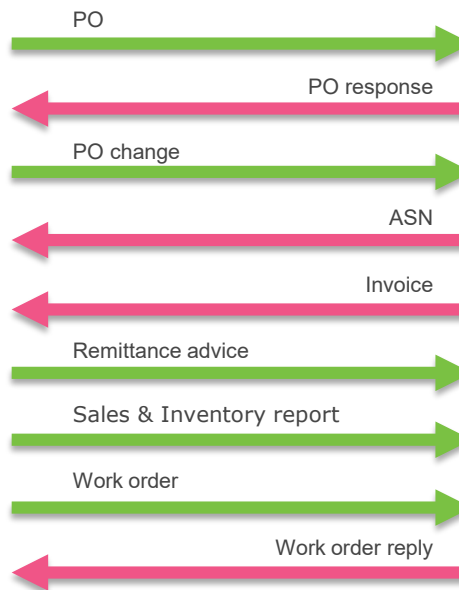 PO
PO response
PO change
ASN
Invoice
Remittance advice
Sales & Inventory report
Work order
Work order reply